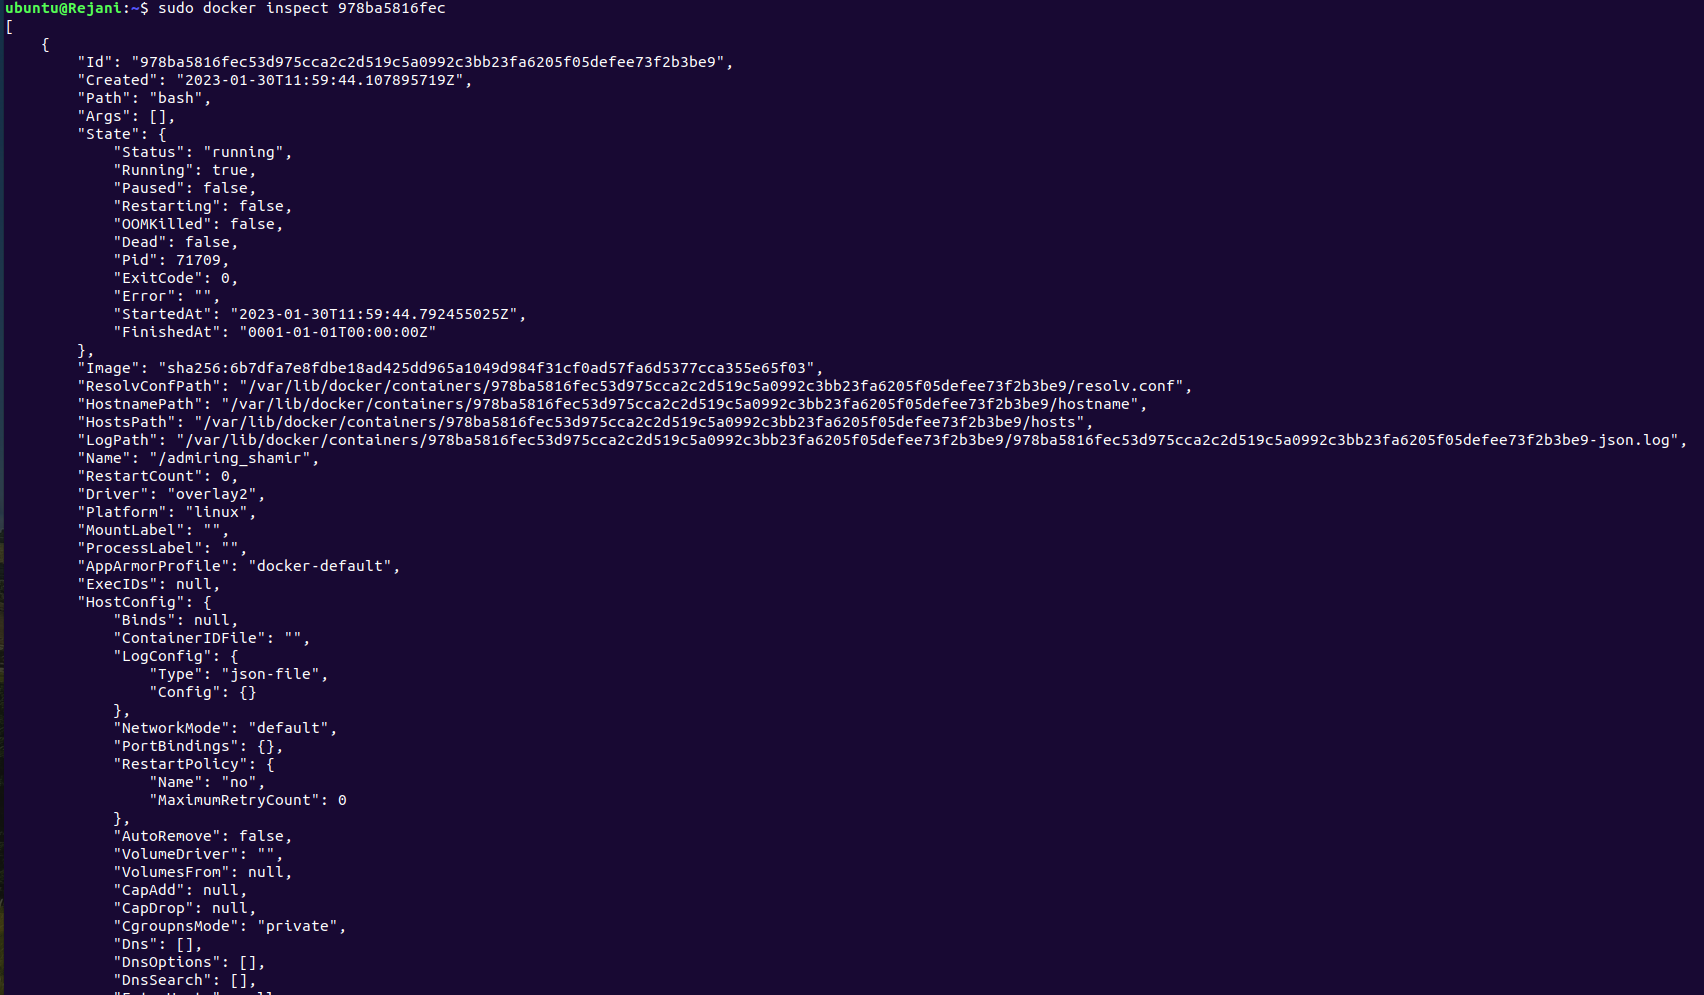 ubuntu@Rejani:~$ sudo docker inspect 978ba5816fec
[
    {
        "Id": "978ba5816fec53d975cca2c2d519c5a0992c3bb23fa6205f05defee73f2b3be9",
        "Created": "2023-01-30T11:59:44.107895719Z",
        "Path": "bash",
        "Args": [],
        "State": {
            "Status": "running",
            "Running": true,
            "Paused": false,
            "Restarting": false,
            "OOMKilled": false,
            "Dead": false,
            "Pid": 71709,
            "ExitCode": 0,
            "Error": "",
            "StartedAt": "2023-01-30T11:59:44.792455025Z",
            "FinishedAt": "0001-01-01T00:00:00Z"
        },
        "Image": "sha256:6b7dfa7e8fdbe18ad425dd965a1049d984f31cf0ad57fa6d5377cca355e65f03",
        "ResolvConfPath": "/var/lib/docker/containers/978ba5816fec53d975cca2c2d519c5a0992c3bb23fa6205f05defee73f2b3be9/resolv.conf",
        "HostnamePath": "/var/lib/docker/containers/978ba5816fec53d975cca2c2d519c5a0992c3bb23fa6205f05defee73f2b3be9/hostname",
        "HostsPath": "/var/lib/docker/containers/978ba5816fec53d975cca2c2d519c5a0992c3bb23fa6205f05defee73f2b3be9/hosts",
        "LogPath": "/var/lib/docker/containers/978ba5816fec53d975cca2c2d519c5a0992c3bb23fa6205f05defee73f2b3be9/978ba5816fec53d975cca2c2d519c5a0992c3bb23fa6205f05defee73f2b3be9-json.log",
        "Name": "/admiring_shamir",
        "RestartCount": 0,
        "Driver": "overlay2",
        "Platform": "linux",
        "MountLabel": "",
        "ProcessLabel": "",
        "AppArmorProfile": "docker-default",
        "ExecIDs": null,
        "HostConfig": {
            "Binds": null,
            "ContainerIDFile": "",
            "LogConfig": {
                "Type": "json-file",
                "Config": {}
            },
            "NetworkMode": "default",
            "PortBindings": {},
            "RestartPolicy": {
                "Name": "no",
                "MaximumRetryCount": 0
            },
            "AutoRemove": false,
            "VolumeDriver": "",
            "VolumesFrom": null,
            "CapAdd": null,
            "CapDrop": null,
            "CgroupnsMode": "private",
            "Dns": [],
            "DnsOptions": [],
            "DnsSearch": [],